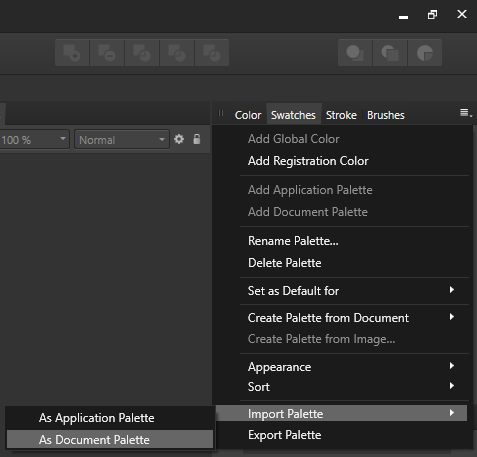 Color Swatches Stroke Brushes
100 % Normal
Add Global Color
Add Registration Color
Add Application Palette
Add Document Palette
Rename Palette...
Delete Palette
Set as Default for
Create Palette from Document
Create Palette from Image...
Appearance
Sort
Import Palette
As Application Palette
As Document Palette
Export Palette